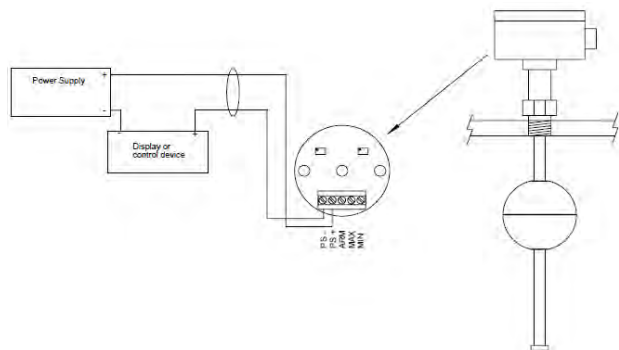 Power Supply
+
-
-
+
Display or
control device
PS -
PS +
ARM
MAX
MIN